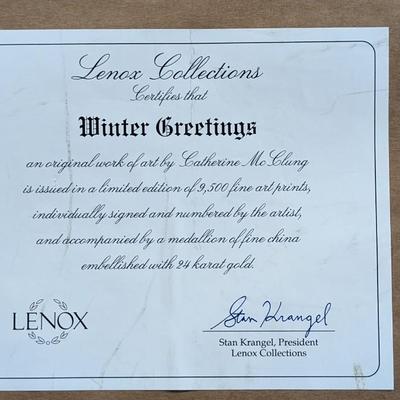 Lenox Collections
Certifies that
Winter Greetings
an original work of art by Catherine McClung
is issued in a limited edition of 9,500 fine art prints,
individually signed and numbered by the artist,
and accompanied by a medallion of fine china
embellished with 24 karat gold.
Stan Krangel
LENOX
Stan Krangel, President
Lenox Collections